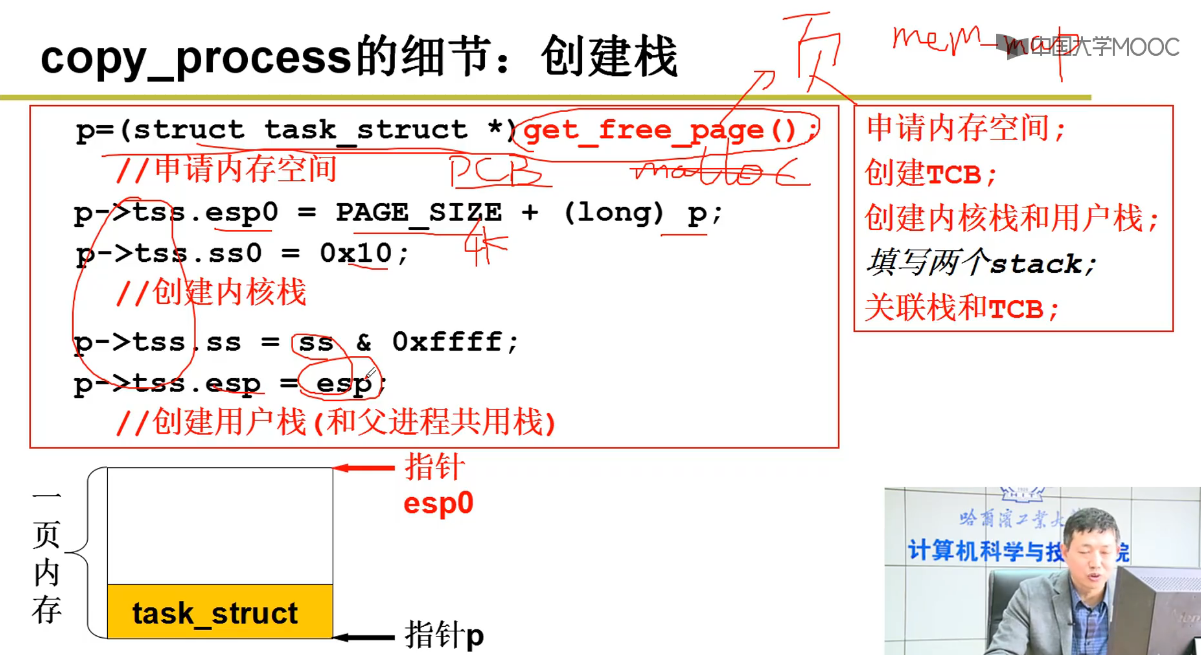 copy_process的细节：创建栈
页
mem_map
中国大学MOOC
p=(struct task_struct *)get_free_page();
//申请内存空间
PCB
malloc
p->tss.esp0 = PAGE_SIZE + (long) p;
4K
p->tss.ss0 = 0x10;
//创建内核栈
p->tss.ss = ss & 0xffff;
p->tss.esp = esp;
//创建用户栈(和父进程共用栈)
申请内存空间;
创建TCB;
创建内核栈和用户栈;
填写两个stack;
关联栈和TCB;
一页内存
指针
esp0
task_struct
指针p
哈尔滨工业大
计算机科学与技 院